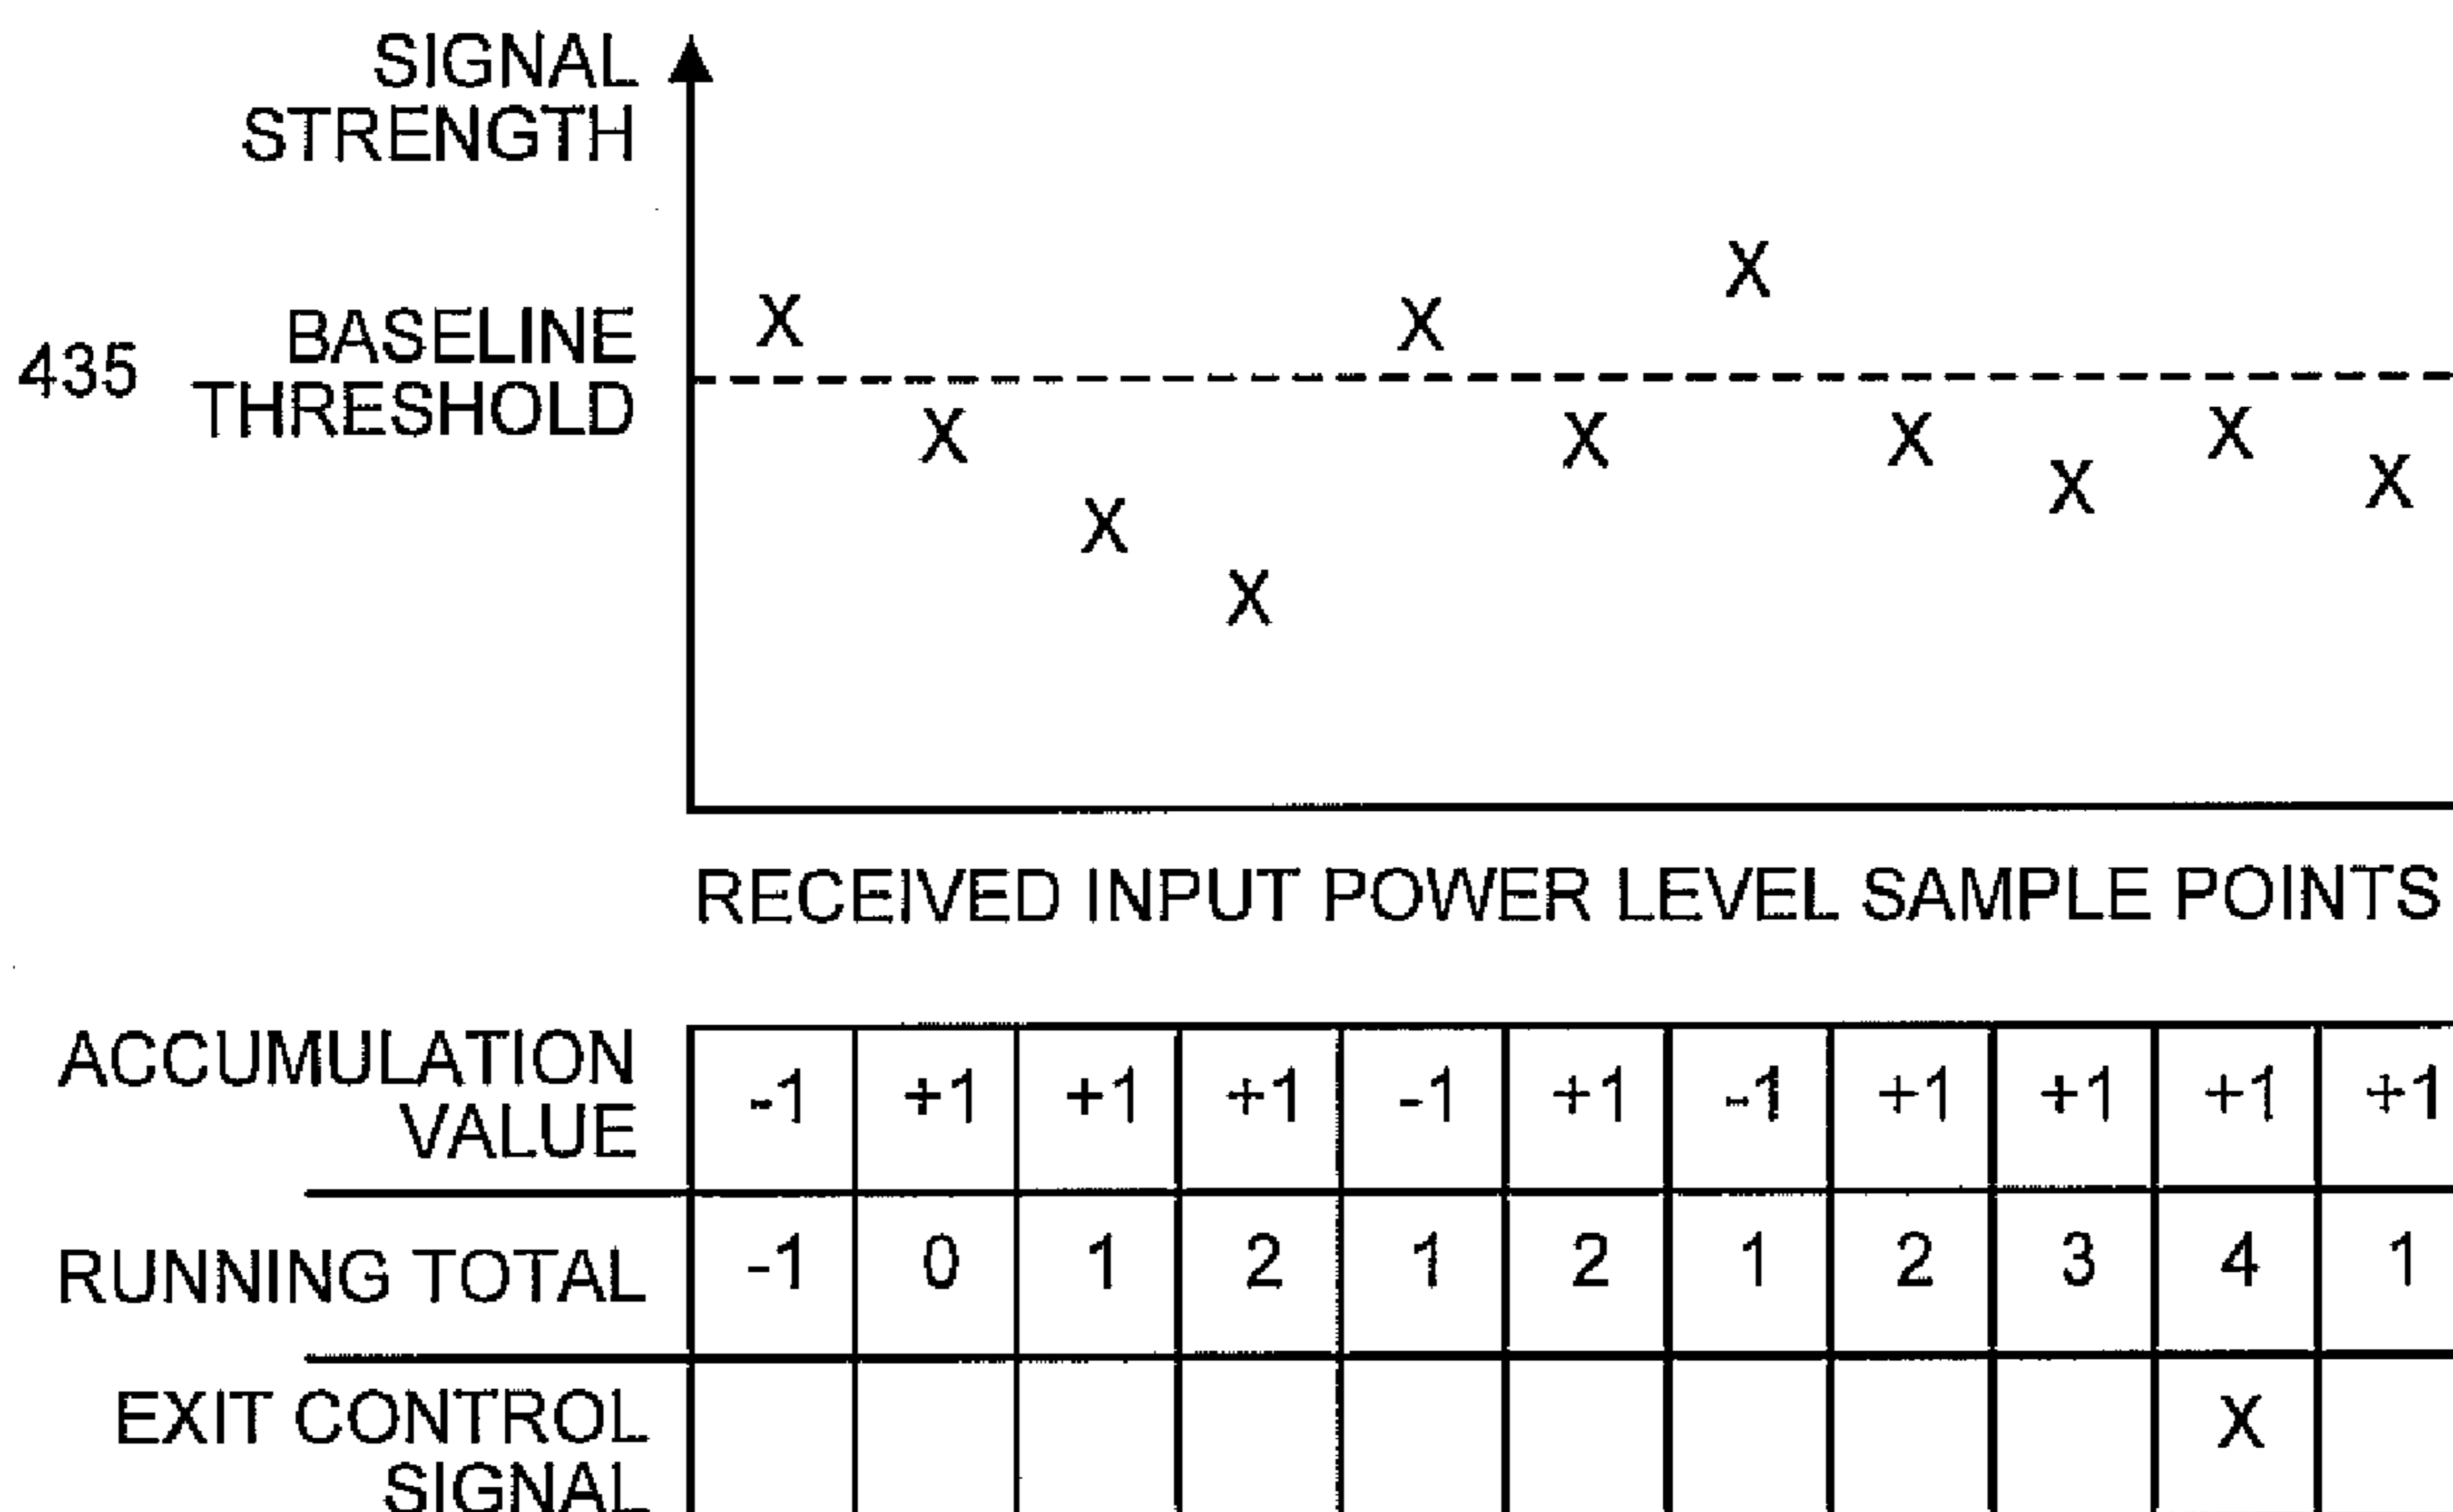 SIGNAL
STRENGTH
X
X
435
BASELINE
THRESHOLD
X
X
X
X
X
X
X
X
X
RECEIVED INPUT POWER LEVEL SAMPLE POINTS
ACCUMULATION
VALUE
-1 +1 +1 +1 -1 +1 -1 +1 +1 +1 +1
RUNNING TOTAL -1 0 1 2 1 2 1 2 3 4 1
EXIT CONTROL
SIGNAL
X